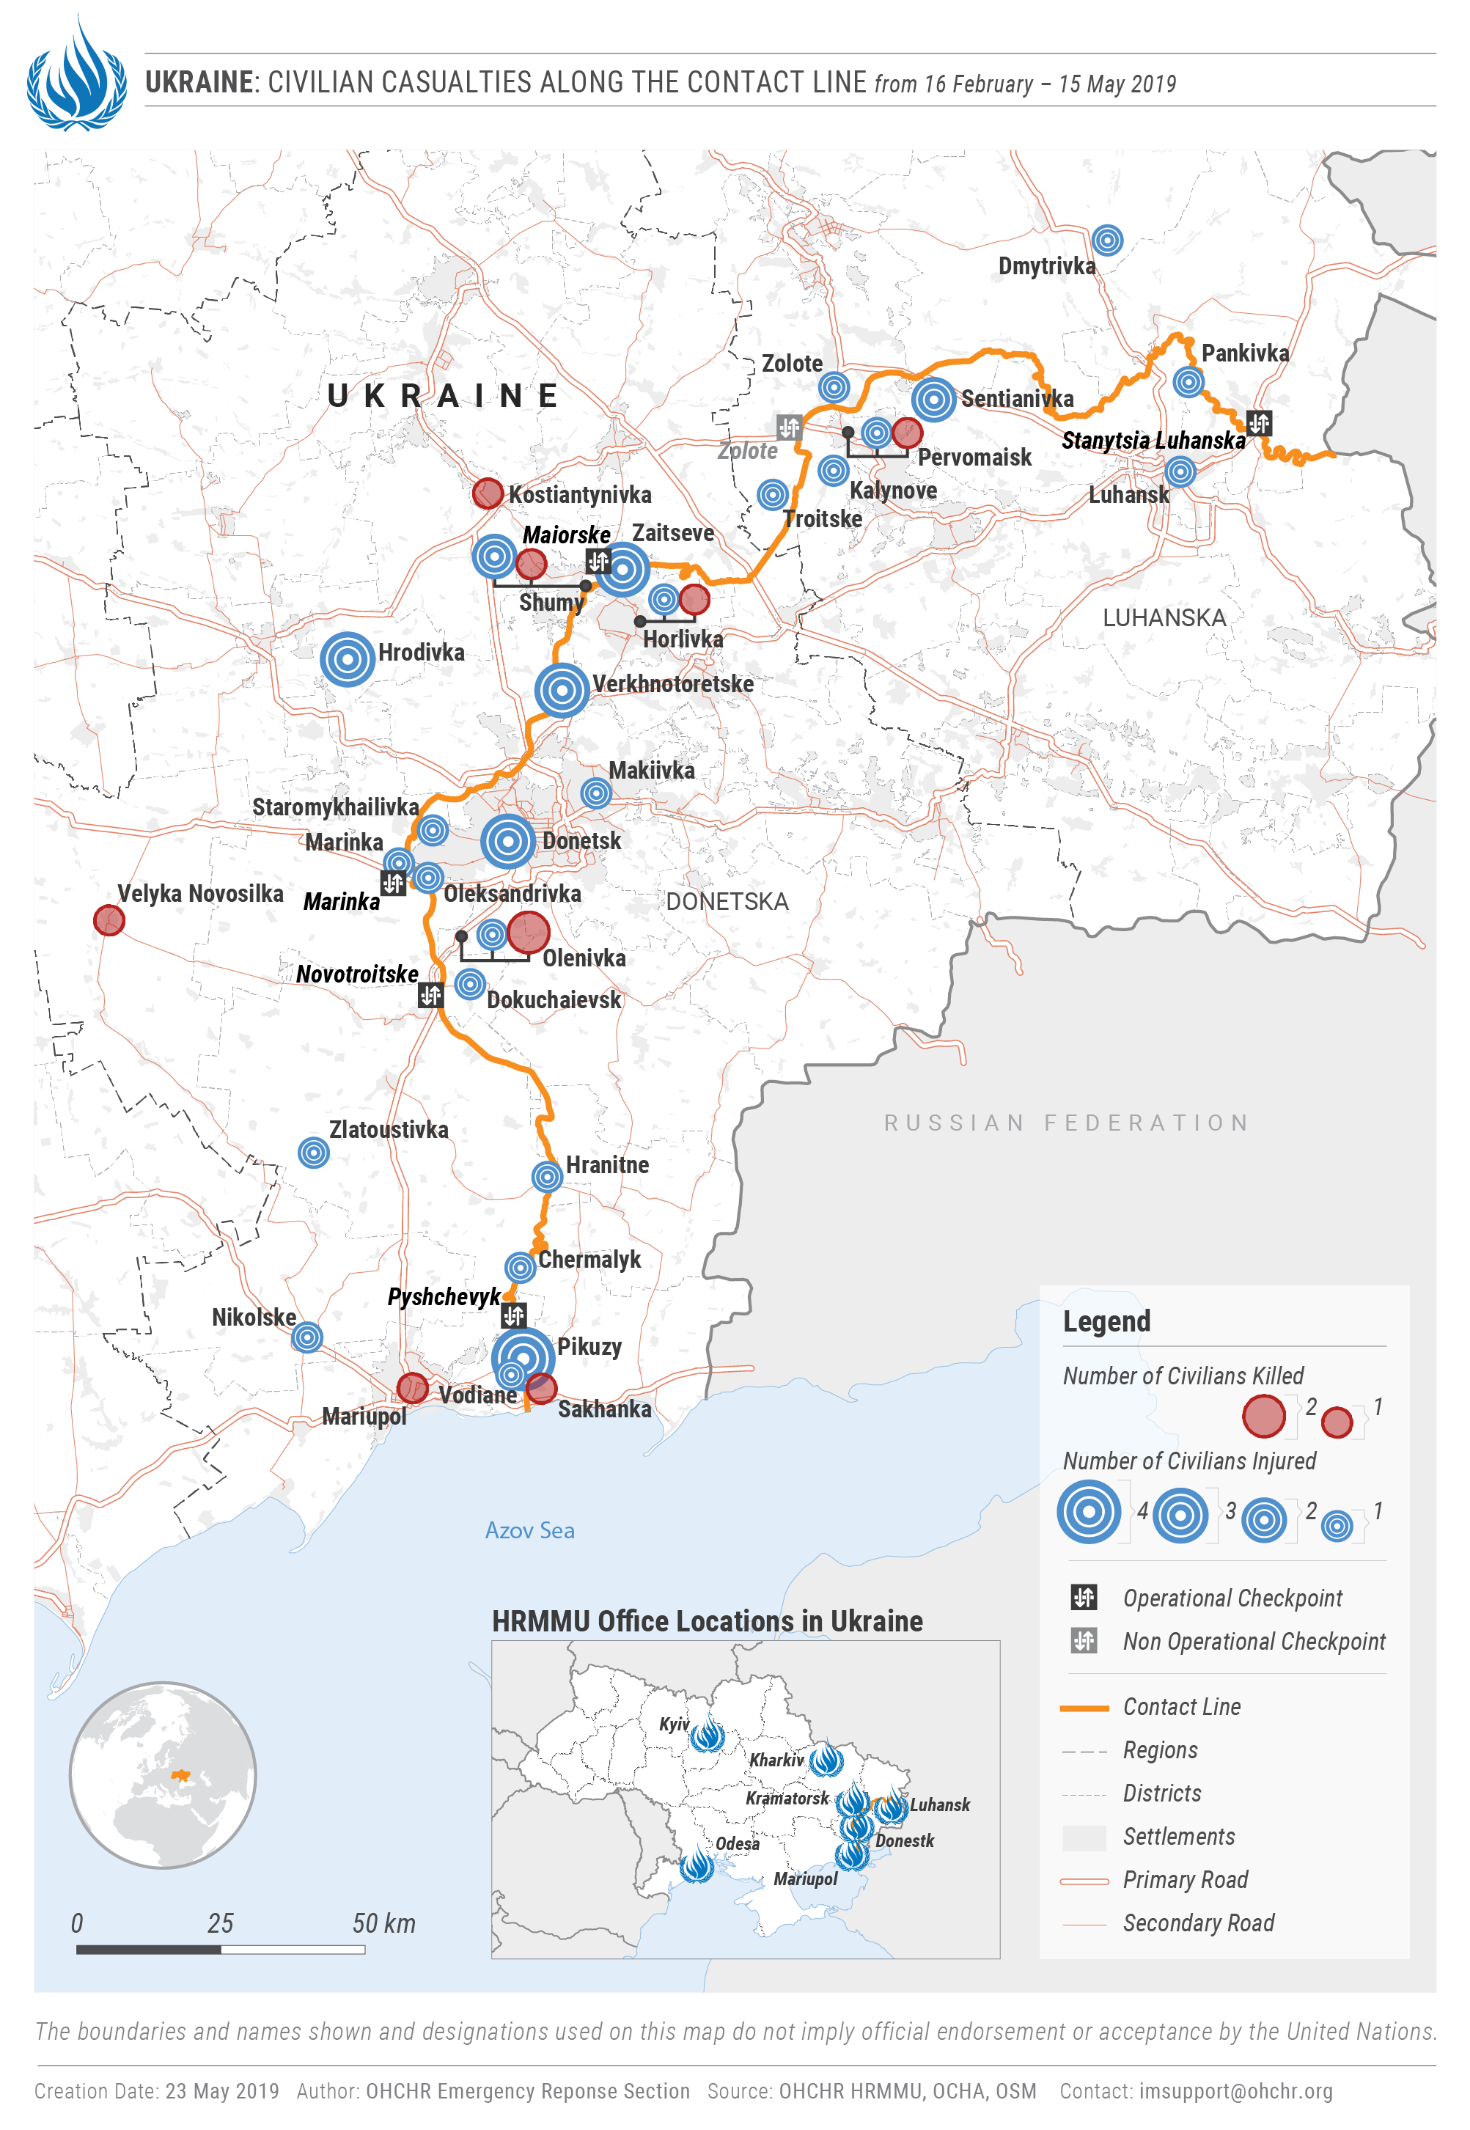 UKRAINE: CIVILIAN CASUALTIES ALONG THE CONTACT LINE from 16 February – 15 May 2019
Dmytrivka
Pankivka
Zolote
UKRAINE
Sentianivka
Stanytsia Luhanska
Zolote
Pervomaisk
Kalynove
Luhansk
Kostiantynivka
Troitske
Maiorske
Zaitseve
Shumy
LUHANSKA
Horlivka
Hrodivka
Verkhnotoretske
Makiivka
Staromykhailivka
Marinka
Donetsk
Velyka Novosilka
Marinka
Oleksandrivka
DONETSKA
Olenivka
Novotroitske
Dokuchaievsk
RUSSIAN FEDERATION
Zlatoustivka
Hranitne
Chermalyk
Pyshchevyk
Nikolske
Pikuzy
Vodiane
Sakhanka
Mariupol
Azov Sea
Legend
Number of Civilians Killed
2 1
Number of Civilians Injured
4 3 2 1
Operational Checkpoint
Non Operational Checkpoint
Contact Line
Regions
Districts
Settlements
Primary Road
Secondary Road
HRMMU Office Locations in Ukraine
Kyiv
Kharkiv
Kramatorsk
Luhansk
Donestk
Odesa
Mariupol
0 25 50 km
The boundaries and names shown and designations used on this map do not imply official endorsement or acceptance by the United Nations.
Creation Date: 23 May 2019 Author: OHCHR Emergency Reponse Section Source: OHCHR HRMMU, OCHA, OSM Contact: imsupport@ohchr.org